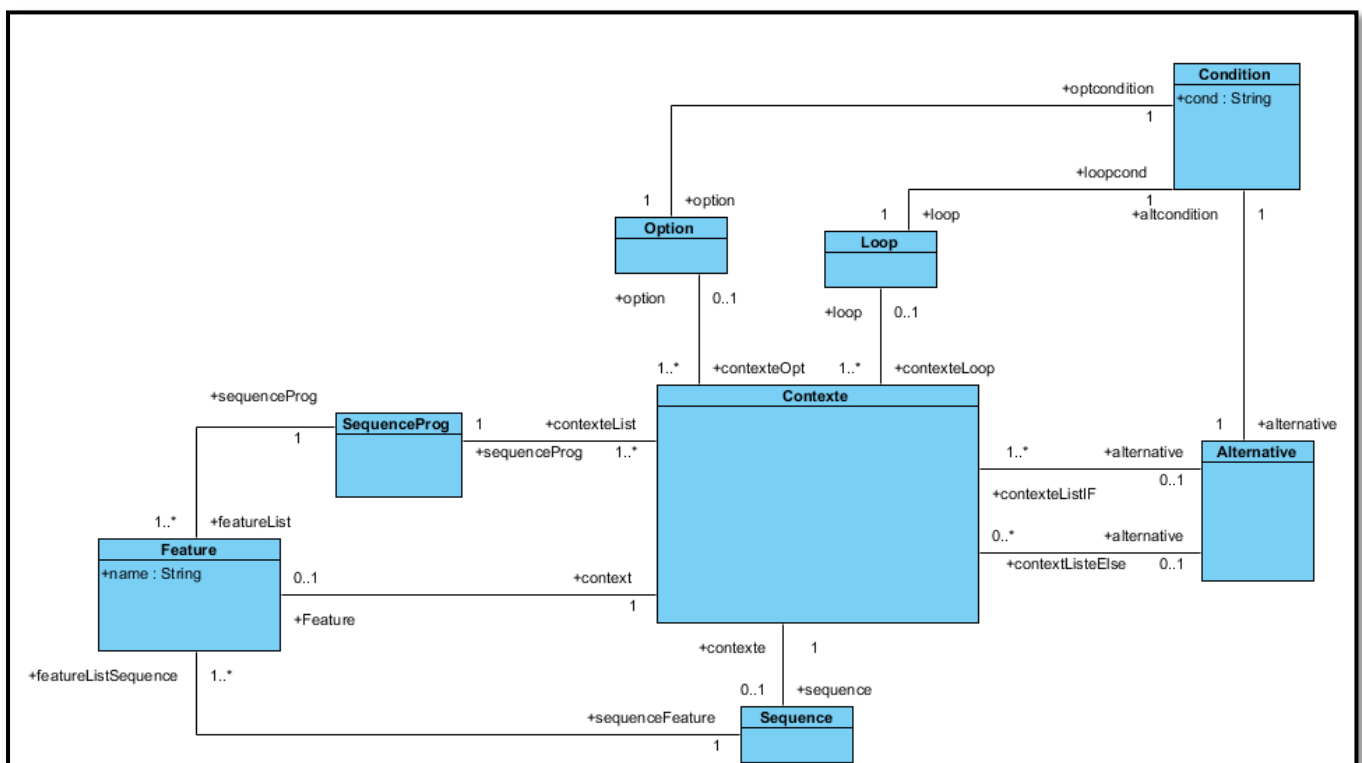 Condition
+cond : String
+optcondition
1
+loopcond
1
+altcondition
1
1
+option
Option
1
+loop
Loop
+option
0..1
+loop
0..1
1..*
+contexteOpt
1..*
+contexteLoop
Contexte
+sequenceProg
1
SequenceProg
1
+contexteList
+sequenceProg
1..*
1
+alternative
Alternative
1..*
+alternative
0..1
+contexteListIF
0..*
+alternative
+contextListeElse
0..1
1..*
+featureList
Feature
+name : String
0..1
+context
1
+Feature
+featureListSequence
1..*
+contexte
1
0..1
+sequence
+sequenceFeature
1
Sequence